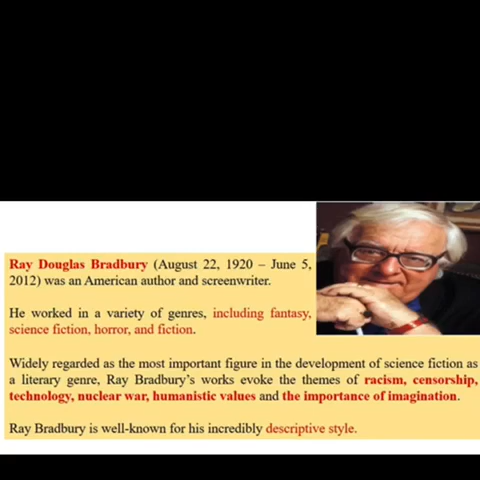 Ray Douglas Bradbury (August 22, 1920 – June 5,
2012) was an American author and screenwriter.
He worked in a variety of genres, including fantasy,
science fiction, horror, and fiction.
Widely regarded as the most important figure in the development of science fiction as
a literary genre, Ray Bradbury's works evoke the themes of racism, censorship,
technology, nuclear war, humanistic values and the importance of imagination.
Ray Bradbury is well-known for his incredibly descriptive style.